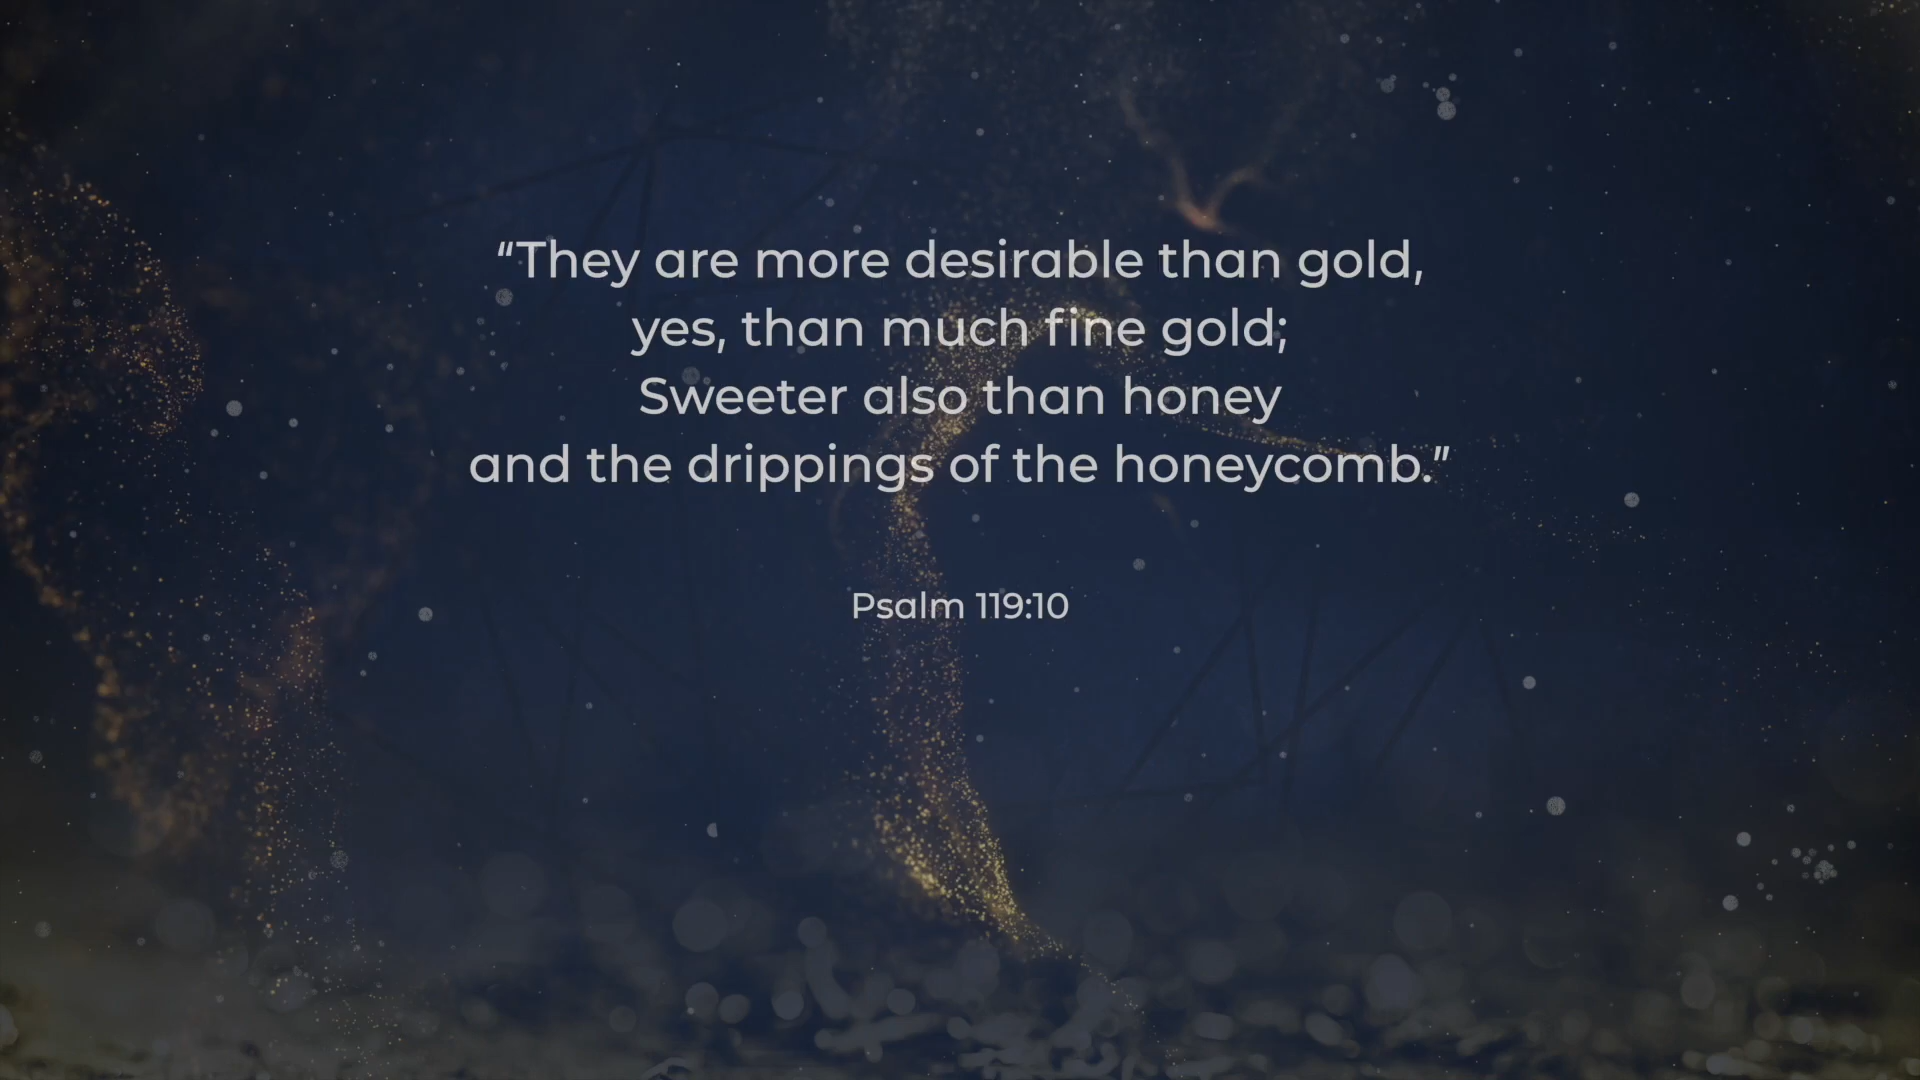 “They are more desirable than gold,
yes, than much fine gold;
Sweeter also than honey
and the drippings of the honeycomb.”
Psalm 119:10